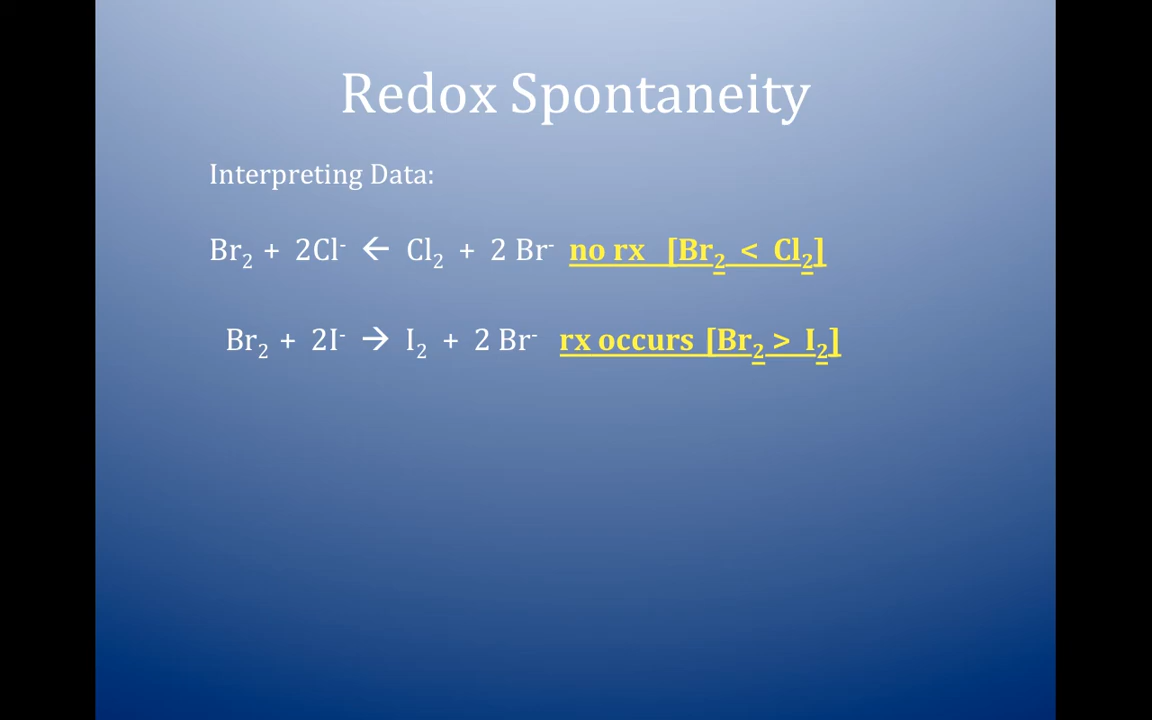 Redox Spontaneity
Interpreting Data:
Br₂ + 2Cl⁻ ← Cl₂ + 2 Br⁻ no rx [Br₂ < Cl₂]
Br₂ + 2I⁻ → I₂ + 2 Br⁻ rx occurs [Br₂ > I₂]